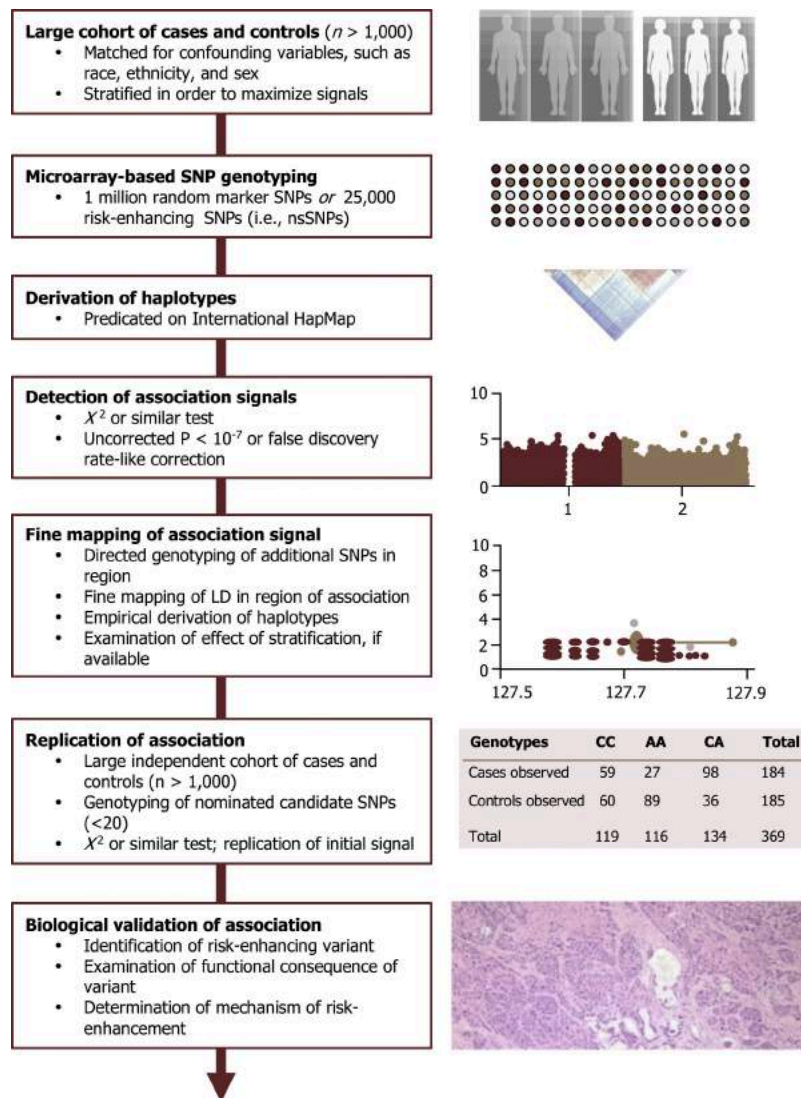 Large cohort of cases and controls (n > 1,000)
• Matched for confounding variables, such as
race, ethnicity, and sex
• Stratified in order to maximize signals
Microarray-based SNP genotyping
• 1 million random marker SNPs or 25,000
risk-enhancing SNPs (i.e., nsSNPs)
Derivation of haplotypes
• Predicated on International HapMap
Detection of association signals
• X² or similar test
• Uncorrected P < 10⁻⁷ or false discovery
rate-like correction
10
5
0
1 2
Fine mapping of association signal
• Directed genotyping of additional SNPs in
region
• Fine mapping of LD in region of association
• Empirical derivation of haplotypes
• Examination of effect of stratification, if
available
10
8
6
4
2
0
127.5 127.7 127.9
Replication of association
• Large independent cohort of cases and
controls (n > 1,000)
• Genotyping of nominated candidate SNPs
(<20)
• X² or similar test; replication of initial signal
Genotypes CC AA CA Total
Cases observed 59 27 98 184
Controls observed 60 89 36 185
Total 119 116 134 369
Biological validation of association
• Identification of risk-enhancing variant
• Examination of functional consequence of
variant
• Determination of mechanism of risk-
enhancement